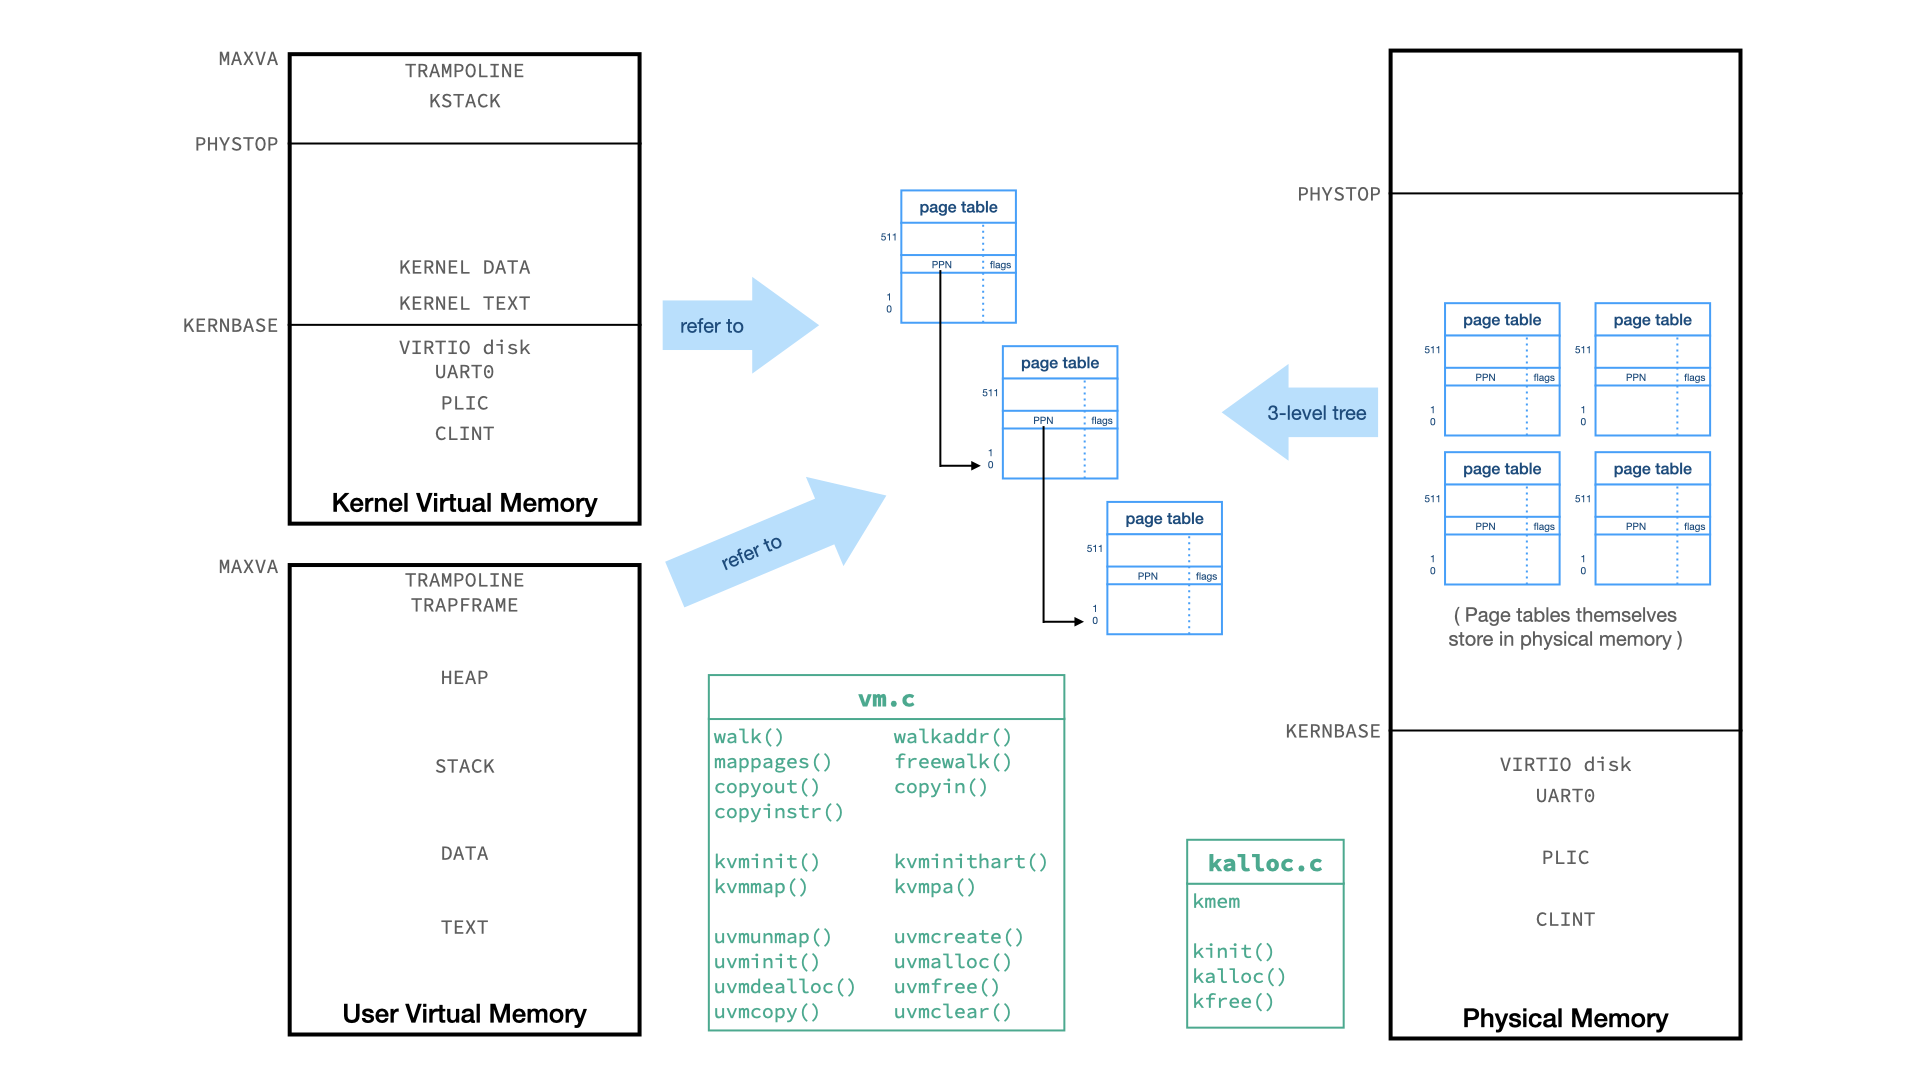 MAXVA
TRAMPOLINE
KSTACK
PHYSTOP
KERNEL DATA
KERNEL TEXT
KERNBASE
VIRTIO disk
UART0
PLIC
CLINT
Kernel Virtual Memory
MAXVA
TRAMPOLINE
TRAPFRAME
HEAP
STACK
DATA
TEXT
User Virtual Memory
refer to
refer to
page table
511
PPN flags
1
0
page table
511
PPN flags
1
0
page table
511
PPN flags
1
0
3-level tree
vm.c
walk() walkaddr()
mappages() freewalk()
copyout() copyin()
copyinstr()
kvminit() kvminithart()
kvmmap() kvmpa()
uvmunmap() uvmcreate()
uvminit() uvmalloc()
uvmdealloc() uvmfree()
uvmcopy() uvmclear()
kalloc.c
kmem
kinit()
kalloc()
kfree()
PHYSTOP
page table
511
PPN flags
1
0
page table
511
PPN flags
1
0
page table
511
PPN flags
1
0
page table
511
PPN flags
1
0
( Page tables themselves
store in physical memory )
KERNBASE
VIRTIO disk
UART0
PLIC
CLINT
Physical Memory